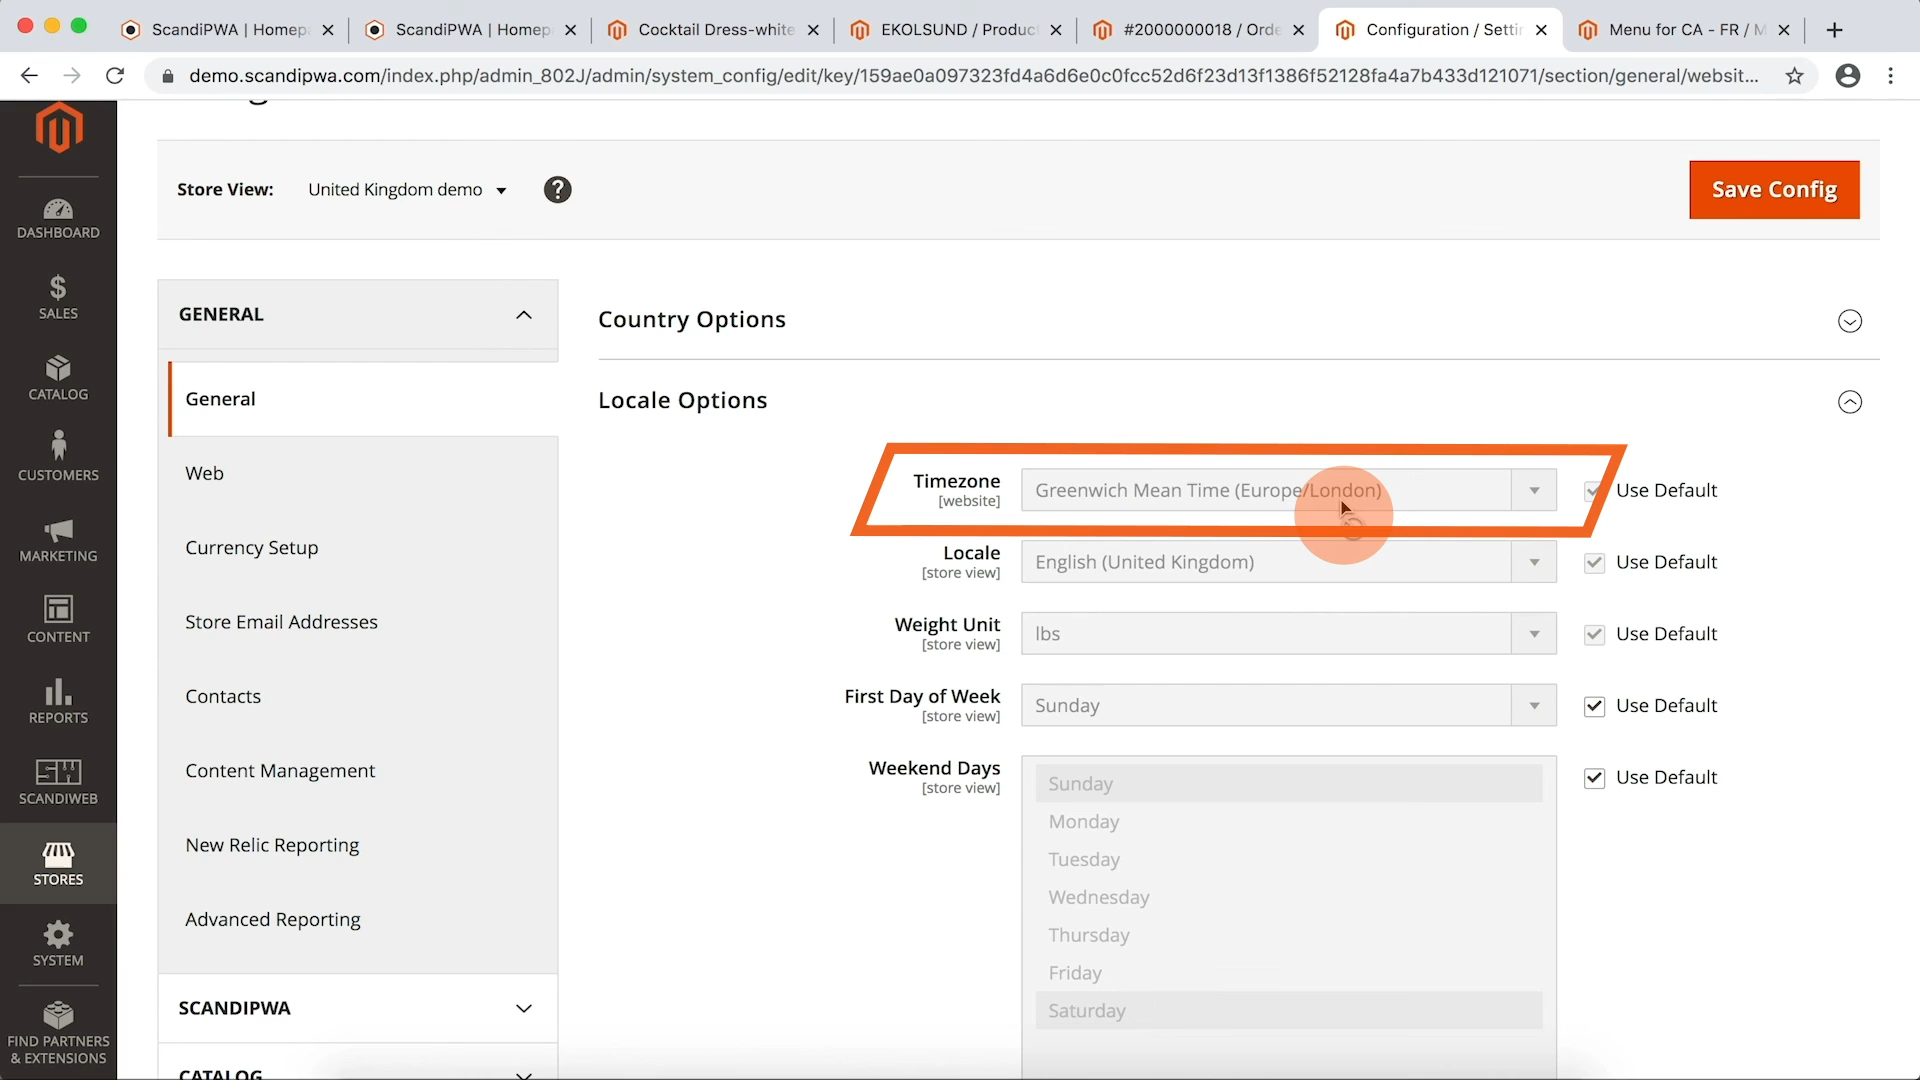 ScandiPWA | Homep
ScandiPWA | Homep
Cocktail Dress-white
EKOLSUND / Product
#2000000018 / Orde
Configuration / Settin
Menu for CA - FR / M
demo.scandipwa.com/index.php/admin_802J/admin/system_config/edit/key/159ae0a097323fd4a6d6e0c0fcc52d6f23d13f1386f52128fa4a7b433d121071/section/general/websit...
Store View:
United Kingdom demo
?
Save Config
DASHBOARD
SALES
CATALOG
CUSTOMERS
MARKETING
CONTENT
REPORTS
SCANDIWEB
STORES
SYSTEM
FIND PARTNERS
& EXTENSIONS
GENERAL
General
Web
Currency Setup
Store Email Addresses
Contacts
Content Management
New Relic Reporting
Advanced Reporting
SCANDIPWA
CATALOG
Country Options
Locale Options
Timezone
[website]
Greenwich Mean Time (Europe/London)
Use Default
Locale
[store view]
English (United Kingdom)
Use Default
Weight Unit
[store view]
lbs
Use Default
First Day of Week
[store view]
Sunday
Use Default
Weekend Days
[store view]
Sunday
Monday
Tuesday
Wednesday
Thursday
Friday
Saturday
Use Default